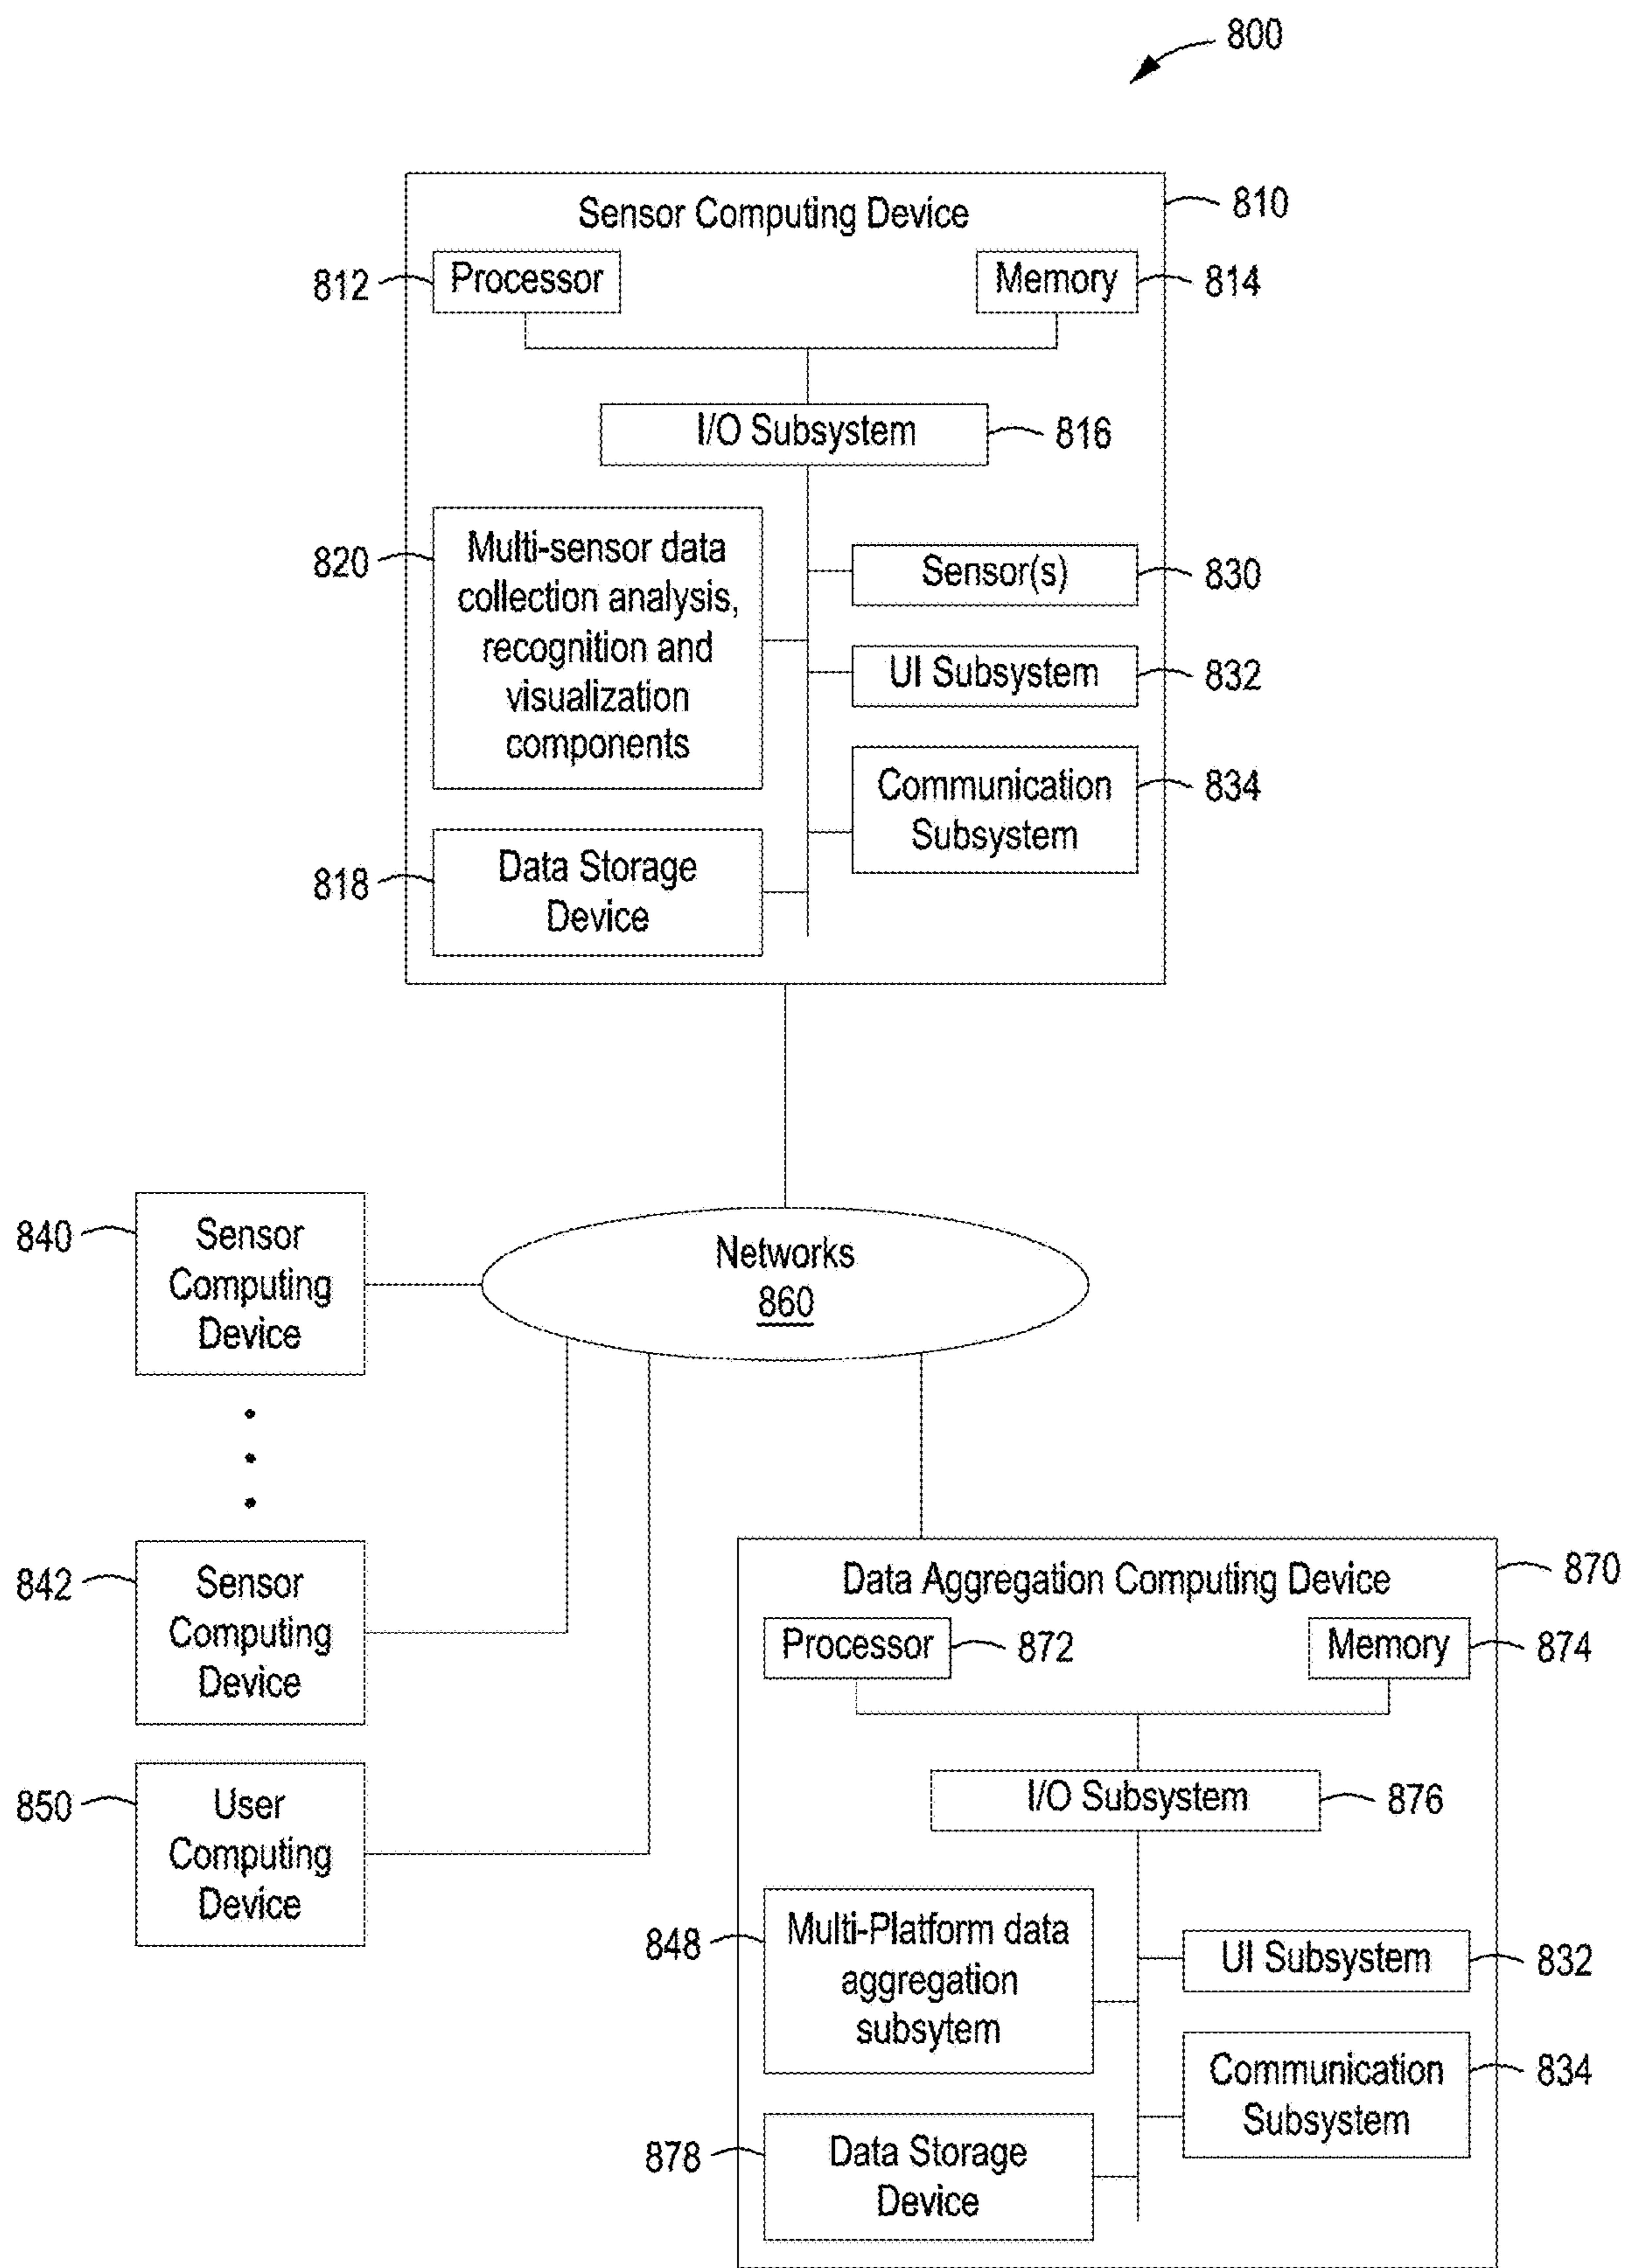 800
Sensor Computing Device
810
812
Processor
Memory
814
I/O Subsystem
816
820
Multi-sensor data
collection analysis,
recognition and
visualization
components
Sensor(s)
830
UI Subsystem
832
Communication
Subsystem
834
818
Data Storage
Device
840
Sensor
Computing
Device
Networks
860
842
Sensor
Computing
Device
850
User
Computing
Device
Data Aggregation Computing Device
870
Processor
872
Memory
874
I/O Subsystem
876
848
Multi-Platform data
aggregation
subsytem
UI Subsystem
832
Communication
Subsystem
834
878
Data Storage
Device